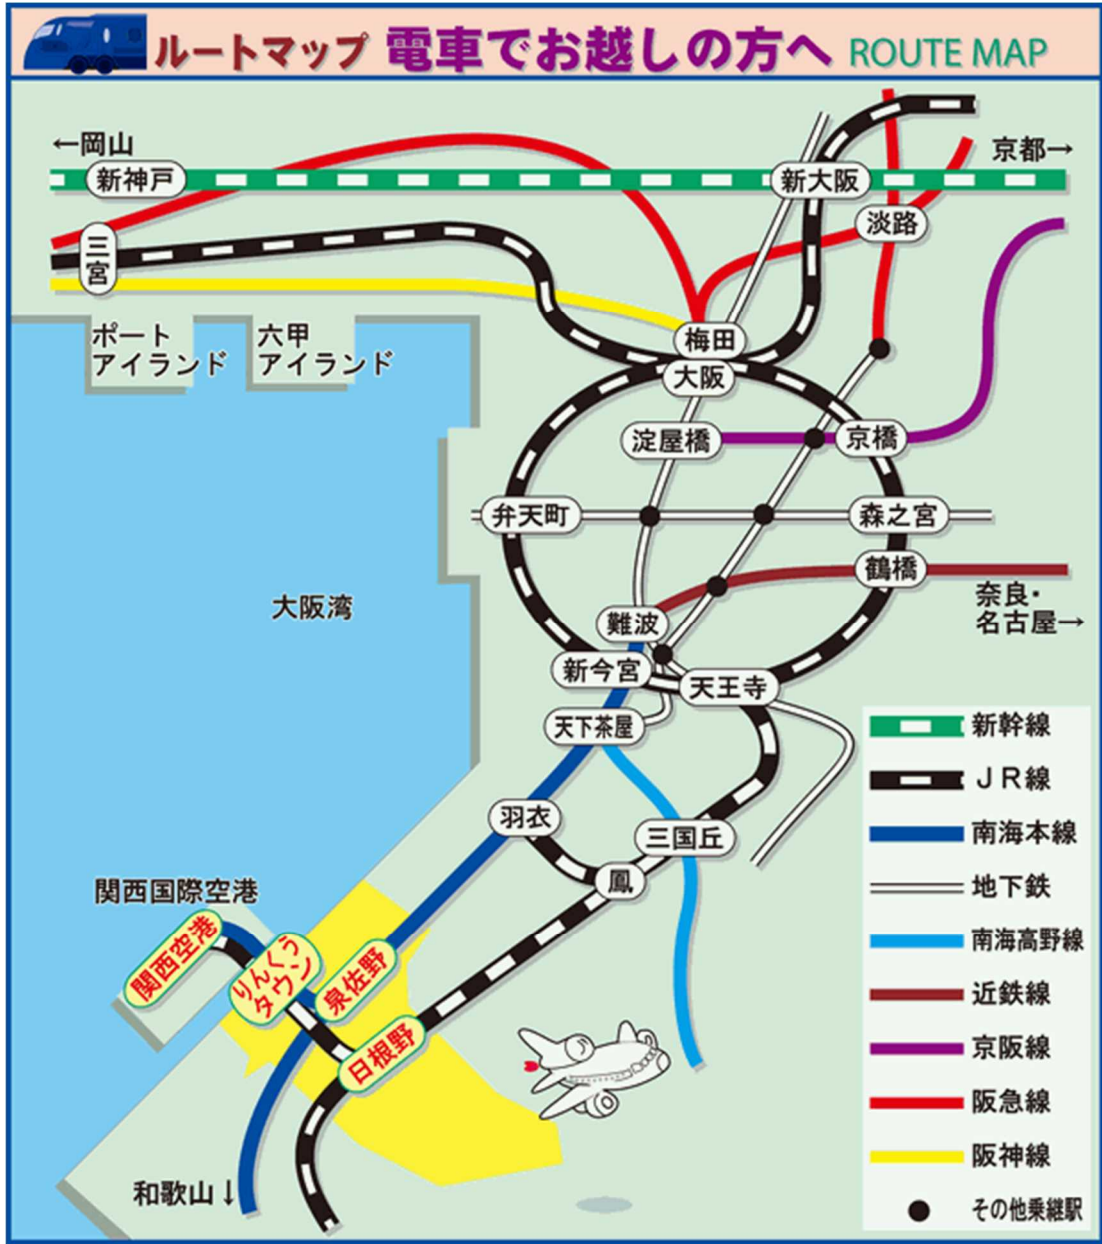 ルートマップ 電車でお越しの方へ ROUTE MAP
←岡山
京都→
新神戸
新大阪
淡路
三宮
ポート
アイランド
六甲
アイランド
梅田
大阪
淀屋橋
京橋
弁天町
森之宮
鶴橋
大阪湾
奈良・
名古屋→
難波
新今宮
天王寺
天下茶屋
羽衣
三国丘
鳳
関西国際空港
関西空港
りんくう
タウン
泉佐野
日根野
和歌山↓
新幹線
JR線
南海本線
地下鉄
南海高野線
近鉄線
京阪線
阪急線
阪神線
その他乗継駅